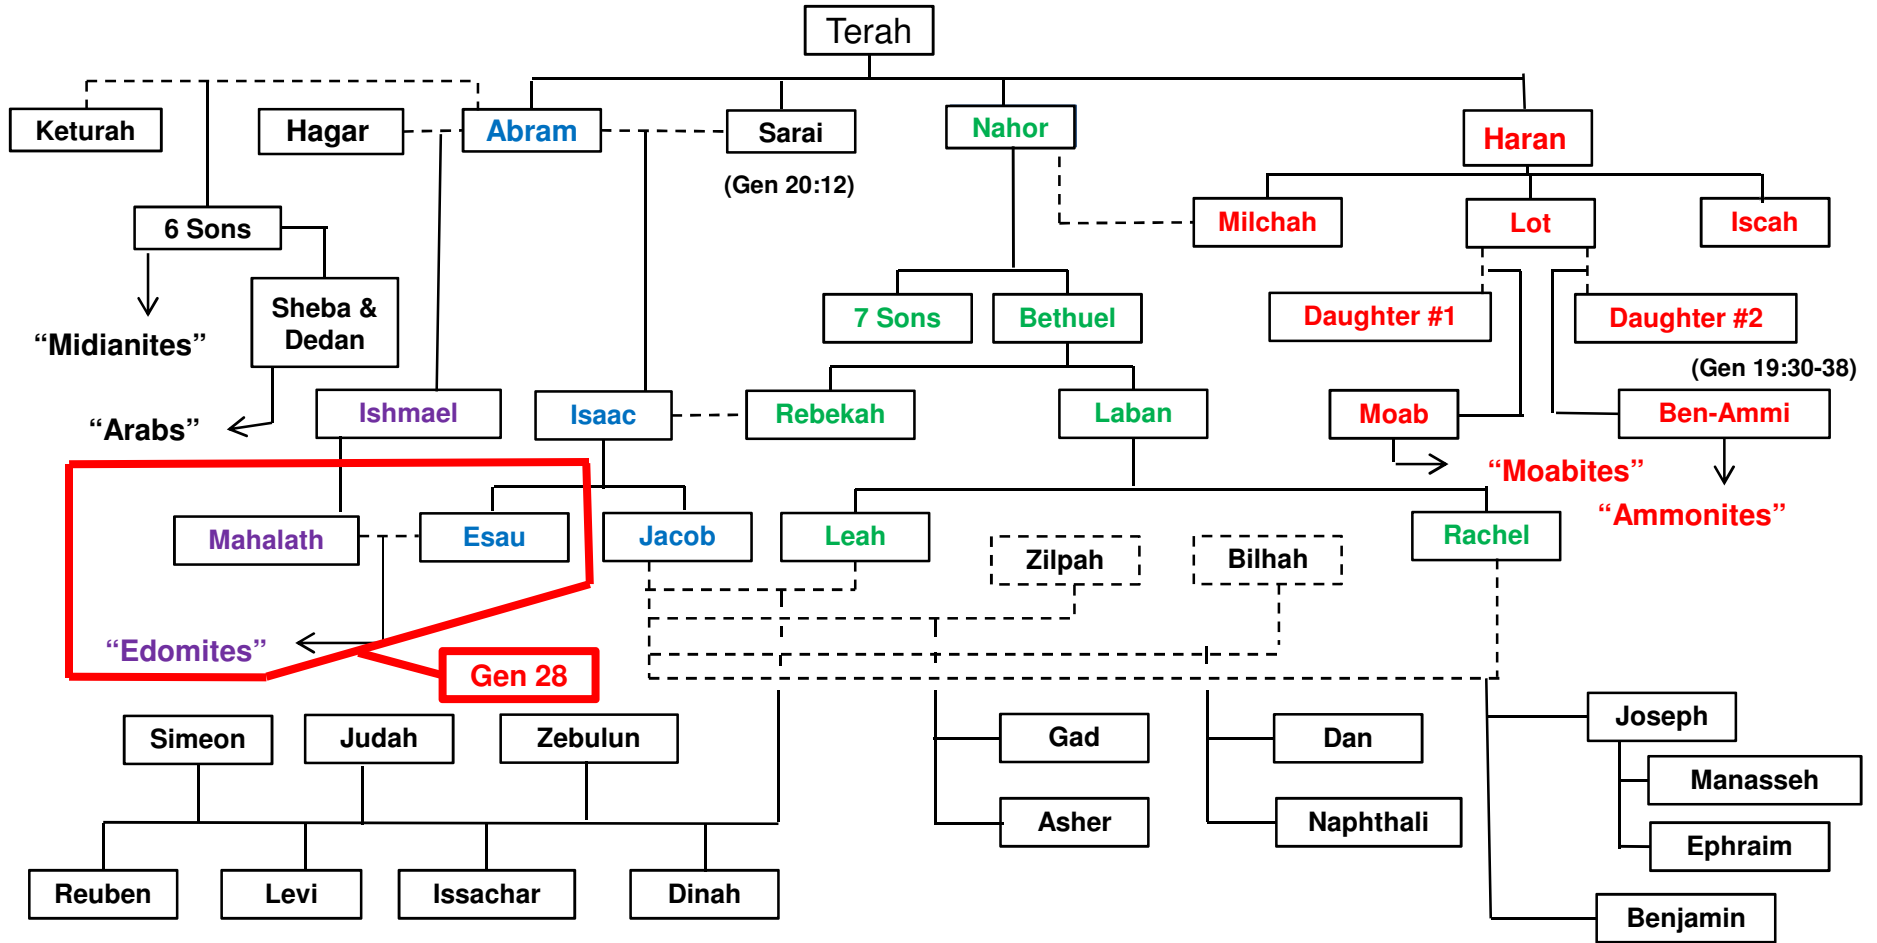 Terah
Keturah
Hagar
Abram
Sarai
Nahor
Haran
(Gen 20:12)
6 Sons
Milchah
Lot
Iscah
Sheba &
Dedan
7 Sons
Bethuel
Daughter #1
Daughter #2
“Midianites”
(Gen 19:30-38)
Ishmael
Isaac
Rebekah
Laban
Moab
Ben-Ammi
“Arabs”
“Moabites”
“Ammonites”
Mahalath
Esau
Jacob
Leah
Zilpah
Bilhah
Rachel
“Edomites”
Gen 28
Simeon
Judah
Zebulun
Gad
Dan
Joseph
Manasseh
Asher
Naphthali
Ephraim
Reuben
Levi
Issachar
Dinah
Benjamin